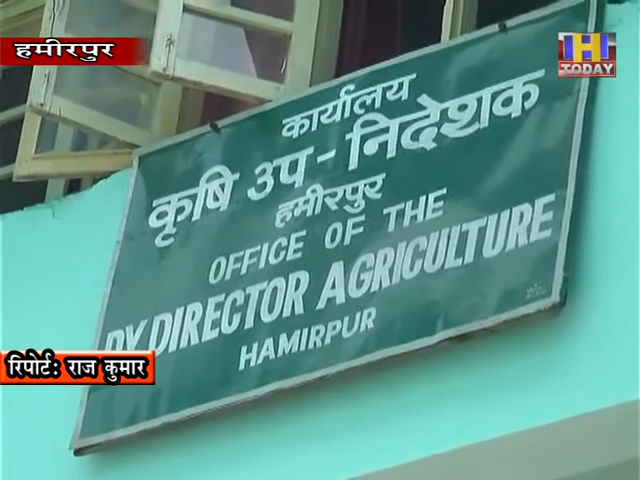 हमीरपुर
H
TODAY
कार्यालय
कृषि उप-निदेशक
हमीरपुर
OFFICE OF THE
DY.DIRECTOR AGRICULTURE
HAMIRPUR
रिपोर्ट: राज कुमार